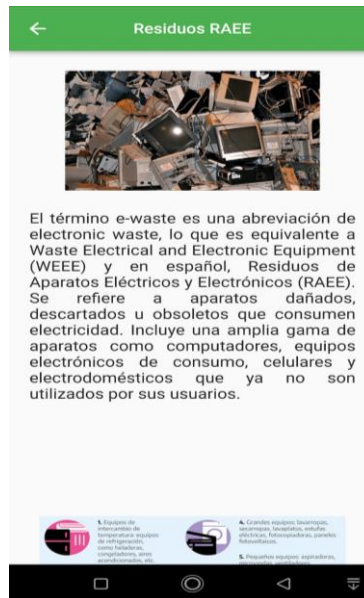 Residuos RAEE
El término e-waste es una abreviación de
electronic waste, lo que es equivalente a
Waste Electrical and Electronic Equipment
(WEEE) y en español, Residuos de
Aparatos Eléctricos y Electrónicos (RAEE).
Se refiere a aparatos dañados,
descartados u obsoletos que consumen
electricidad. Incluye una amplia gama de
aparatos como computadores, equipos
electrónicos de consumo, celulares y
electrodomésticos que ya no son
utilizados por sus usuarios.
1. Equipos de
intercambio de
temperatura: equipos
de refrigeración,
como heladeras,
congeladores, aires
acondicionados, etc.
4. Grandes equipos: lavarropas,
secarropas, lavaplatos, estufas
eléctricas, fotocopiadoras, paneles
fotovoltaicos.
5. Pequeños equipos: aspiradoras,